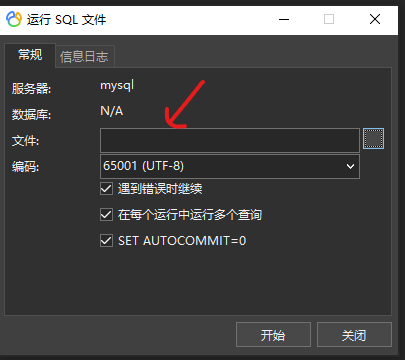 运行 SQL 文件
常规 信息日志
服务器: mysql
数据库: N/A
文件:
编码: 65001 (UTF-8)
遇到错误时继续
在每个运行中运行多个查询
SET AUTOCOMMIT=0
开始 关闭